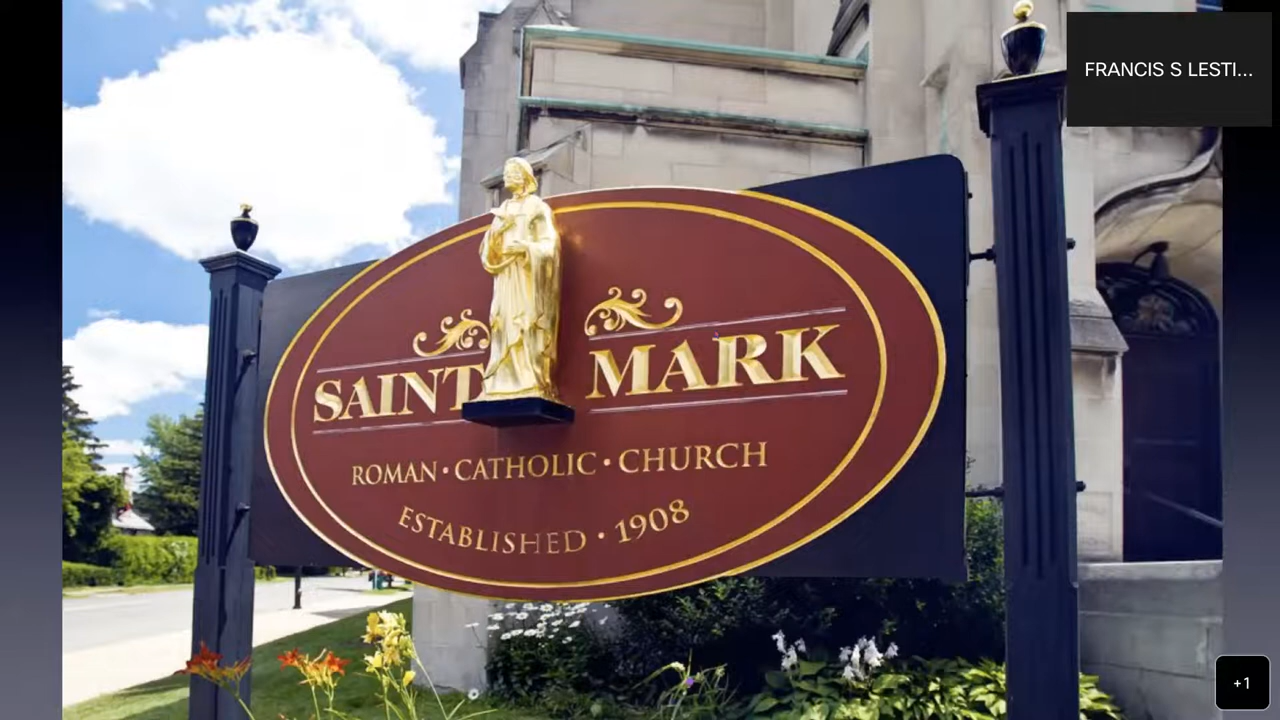 FRANCIS S LESTI...
SAINT MARK
ROMAN • CATHOLIC • CHURCH
ESTABLISHED • 1908
+1